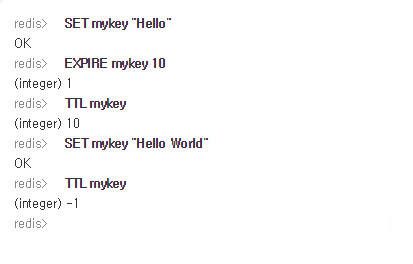 redis> SET mykey "Hello"
OK
redis> EXPIRE mykey 10
(integer) 1
redis> TTL mykey
(integer) 10
redis> SET mykey "Hello World"
OK
redis> TTL mykey
(integer) -1
redis>